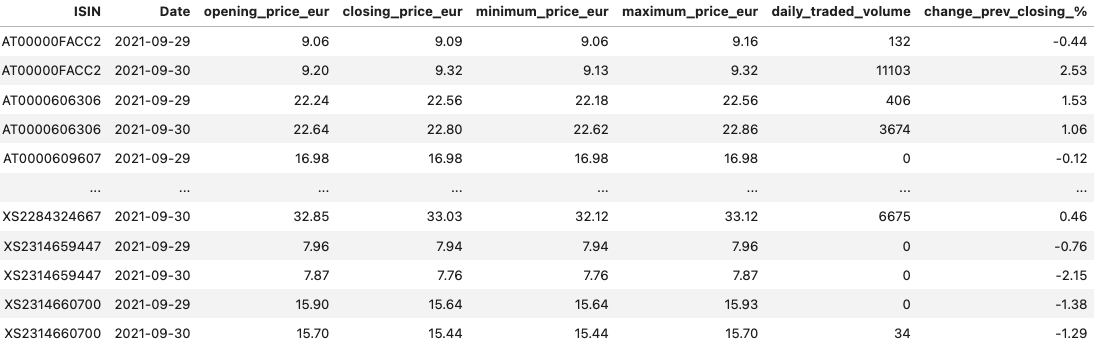 ISIN Date opening_price_eur closing_price_eur minimum_price_eur maximum_price_eur daily_traded_volume change_prev_closing_%
AT00000FACC2 2021-09-29 9.06 9.09 9.06 9.16 132 -0.44
AT00000FACC2 2021-09-30 9.20 9.32 9.13 9.32 11103 2.53
AT0000606306 2021-09-29 22.24 22.56 22.18 22.56 406 1.53
AT0000606306 2021-09-30 22.64 22.80 22.62 22.86 3674 1.06
AT0000609607 2021-09-29 16.98 16.98 16.98 16.98 0 -0.12
... ... ... ... ... ... ... ...
XS2284324667 2021-09-30 32.85 33.03 32.12 33.12 6675 0.46
XS2314659447 2021-09-29 7.96 7.94 7.94 7.96 0 -0.76
XS2314659447 2021-09-30 7.87 7.76 7.76 7.87 0 -2.15
XS2314660700 2021-09-29 15.90 15.64 15.64 15.93 0 -1.38
XS2314660700 2021-09-30 15.70 15.44 15.44 15.70 34 -1.29